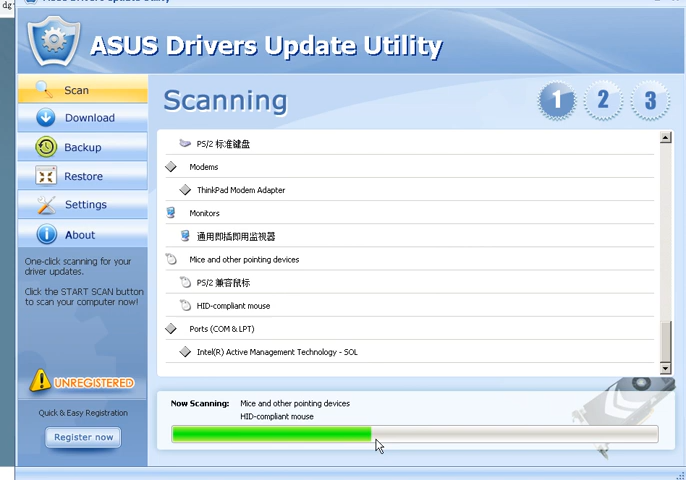 ASUS Drivers Update Utility
Scan
Download
Backup
Restore
Settings
About
One-click scanning for your
driver updates.
Click the START SCAN button
to scan your computer now!
UNREGISTERED
Quick & Easy Registration
Register now
Scanning
1 2 3
PS/2 标准键盘
Modems
ThinkPad Modem Adapter
Monitors
通用即插即用监视器
Mice and other pointing devices
PS/2 兼容鼠标
HID-compliant mouse
Ports (COM & LPT)
Intel(R) Active Management Technology - SOL
Now Scanning: Mice and other pointing devices
HID-compliant mouse